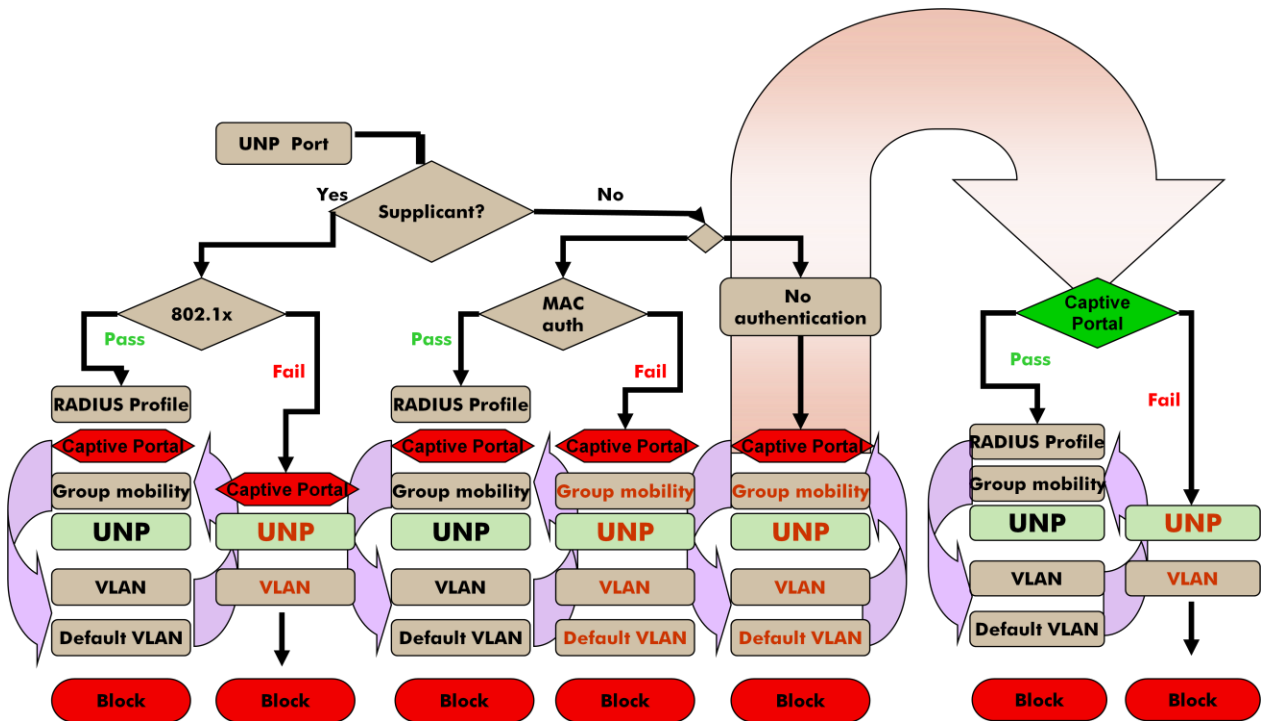 UNP Port
Yes
Supplicant?
No
802.1x
MAC
auth
No
authentication
Captive
Portal
Pass
Fail
Pass
Fail
Pass
Fail
RADIUS Profile
Captive Portal
Group mobility
UNP
VLAN
Default VLAN
Block
Captive Portal
UNP
VLAN
Block
RADIUS Profile
Captive Portal
Group mobility
UNP
VLAN
Default VLAN
Block
Captive Portal
Group mobility
UNP
VLAN
Default VLAN
Block
Captive Portal
Group mobility
UNP
VLAN
Default VLAN
Block
RADIUS Profile
Group mobility
UNP
VLAN
Default VLAN
Block
UNP
VLAN
Block